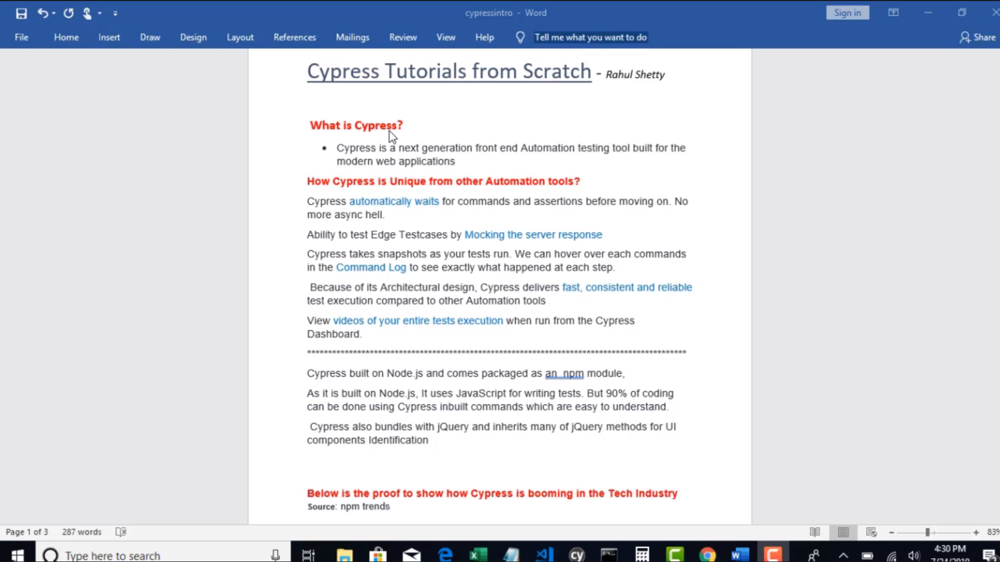 cypressintro - Word
Sign in
File Home Insert Draw Design Layout References Mailings Review View Help Tell me what you want to do Share
Cypress Tutorials from Scratch - Rahul Shetty
What is Cypress?
• Cypress is a next generation front end Automation testing tool built for the
modern web applications
How Cypress is Unique from other Automation tools?
Cypress automatically waits for commands and assertions before moving on. No
more async hell.
Ability to test Edge Testcases by Mocking the server response
Cypress takes snapshots as your tests run. We can hover over each commands
in the Command Log to see exactly what happened at each step.
Because of its Architectural design, Cypress delivers fast, consistent and reliable
test execution compared to other Automation tools
View videos of your entire tests execution when run from the Cypress
Dashboard.
*******************************************************************************************
Cypress built on Node.js and comes packaged as an npm module,
As it is built on Node.js, It uses JavaScript for writing tests. But 90% of coding
can be done using Cypress inbuilt commands which are easy to understand.
Cypress also bundles with jQuery and inherits many of jQuery methods for UI
components Identification
Below is the proof to show how Cypress is booming in the Tech Industry
Source: npm trends
Page 1 of 3 287 words 83%
Type here to search
cy
4:30 PM